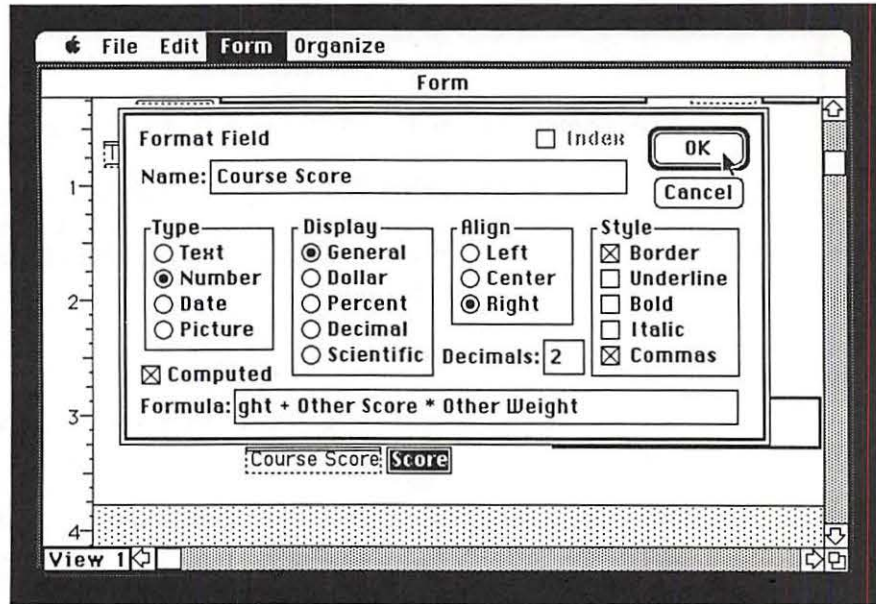 File Edit Form Organize
Form
Format Field
Index
OK
Name: Course Score
Cancel
Type
Text
Number
Date
Picture
Display
General
Dollar
Percent
Decimal
Scientific
Align
Left
Center
Right
Decimals: 2
Style
Border
Underline
Bold
Italic
Commas
Computed
Formula: ght + Other Score * Other Weight
Course Score Score
1
2
3
4
View 1